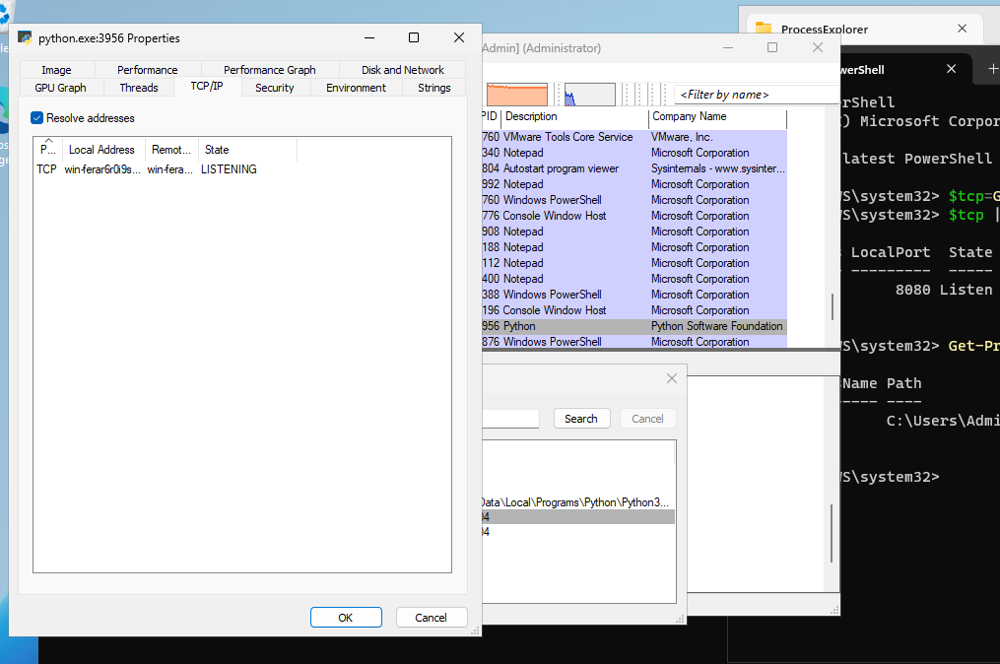 python.exe:3956 Properties
Image Performance Performance Graph Disk and Network
GPU Graph Threads TCP/IP Security Environment Strings
Resolve addresses
P... Local Address Remot... State
TCP win-ferar6r0i9s... win-fera... LISTENING
OK Cancel
Admin] (Administrator)
<Filter by name>
PID Description Company Name
760 VMware Tools Core Service VMware, Inc.
340 Notepad Microsoft Corporation
804 Autostart program viewer Sysinternals - www.sysinter...
992 Notepad Microsoft Corporation
760 Windows PowerShell Microsoft Corporation
776 Console Window Host Microsoft Corporation
908 Notepad Microsoft Corporation
188 Notepad Microsoft Corporation
112 Notepad Microsoft Corporation
400 Notepad Microsoft Corporation
388 Windows PowerShell Microsoft Corporation
196 Console Window Host Microsoft Corporation
956 Python Python Software Foundation
876 Windows PowerShell Microsoft Corporation
Search Cancel
Data\Local\Programs\Python\Python3...
04
04
ProcessExplorer
werShell
erShell
) Microsoft Corpor
latest PowerShell
WS\system32> $tcp=G
WS\system32> $tcp |
LocalPort State
--------- -----
8080 Listen
WS\system32> Get-Pr
Name Path
----- ----
C:\Users\Admi
WS\system32>